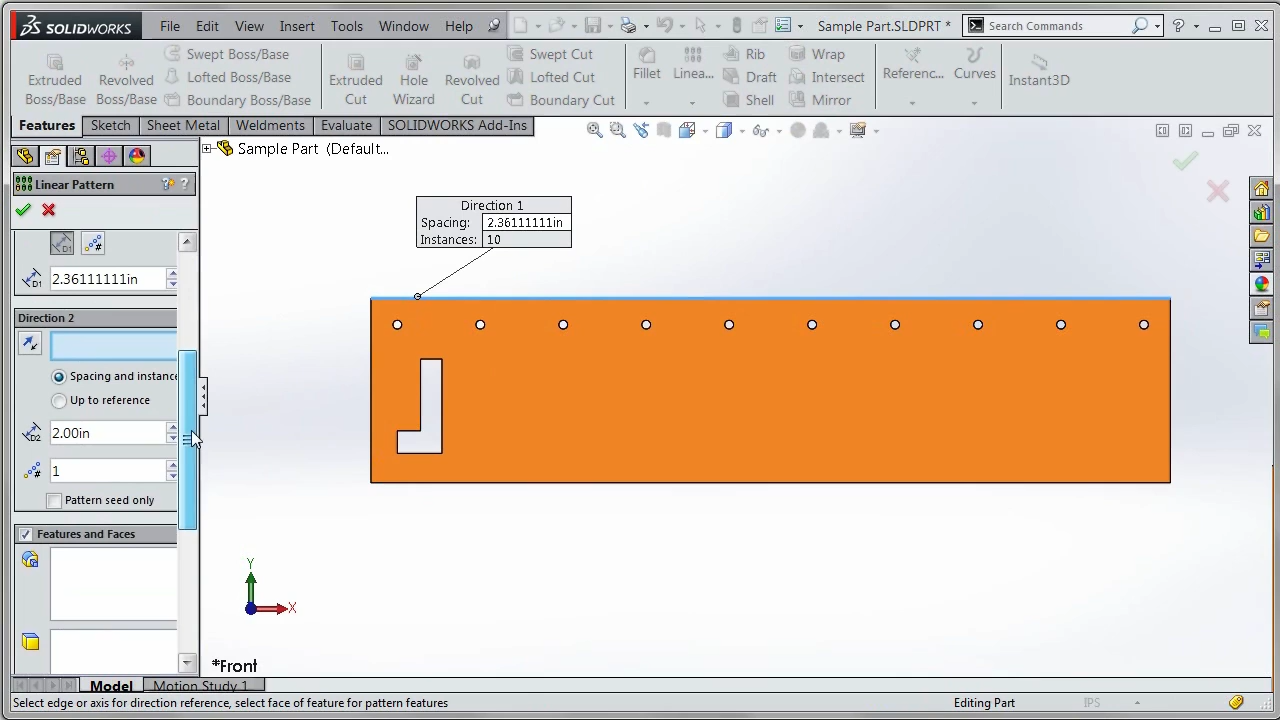 SOLIDWORKS File Edit View Insert Tools Window Help Sample Part.SLDPRT * Search Commands
Extruded Boss/Base
Revolved Boss/Base
Swept Boss/Base
Lofted Boss/Base
Boundary Boss/Base
Extruded Cut
Hole Wizard
Revolved Cut
Swept Cut
Lofted Cut
Boundary Cut
Fillet
Linea...
Rib
Draft
Shell
Wrap
Intersect
Mirror
Referenc...
Curves
Instant3D
Features Sketch Sheet Metal Weldments Evaluate SOLIDWORKS Add-Ins
Sample Part (Default...
Linear Pattern
D1
2.36111111in
Direction 2
Spacing and instance
Up to reference
D2
2.00in
1
Pattern seed only
Features and Faces
Direction 1
Spacing: 2.36111111in
Instances: 10
Y
X
*Front
Model Motion Study 1
Select edge or axis for direction reference, select face of feature for pattern features Editing Part IPS